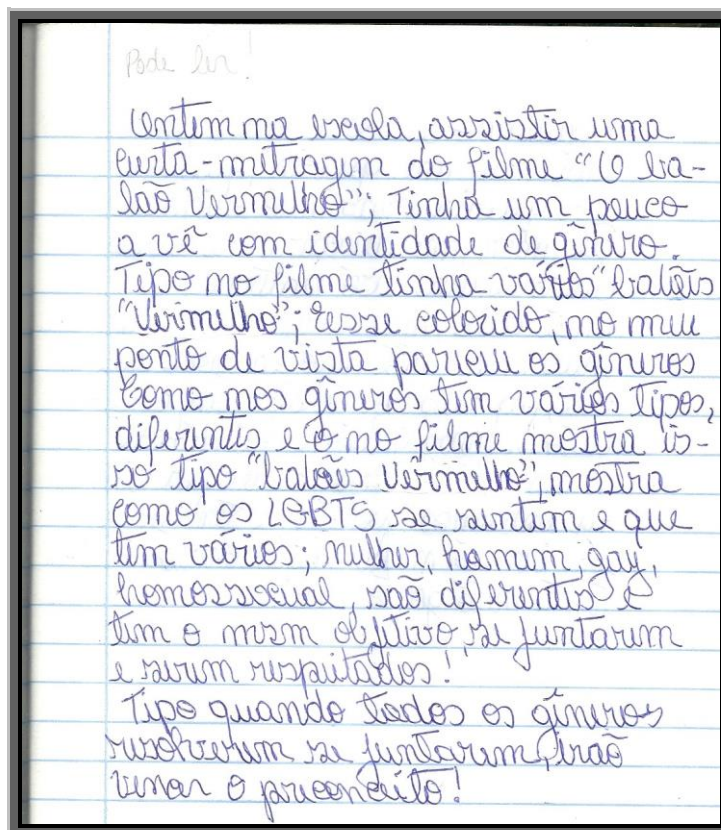 Pode ler!
Ontem na escola, assistir uma
curta-metragem do filme "O ba-
lão Vermelho"; Tinha um pouco
a vê com identidade de gênero.
Tipo no filme tinha vários "balões
"Vermelho"; esse colorido, no meu
ponto de vista pareceu os gêneros
Como nos gêneros tem vários tipos,
diferentes e no filme mostra is-
so tipo "balões Vermelho", mostra
como os LGBTS se sentem e que
tem vários; mulher, homem, gay,
homossexual, são diferentes e
tem o mesm objetivo, se juntarem
e serem respeitados!
Tipo quando todos os gêneros
resolverem se juntarem, irão
vencer o preconceito!